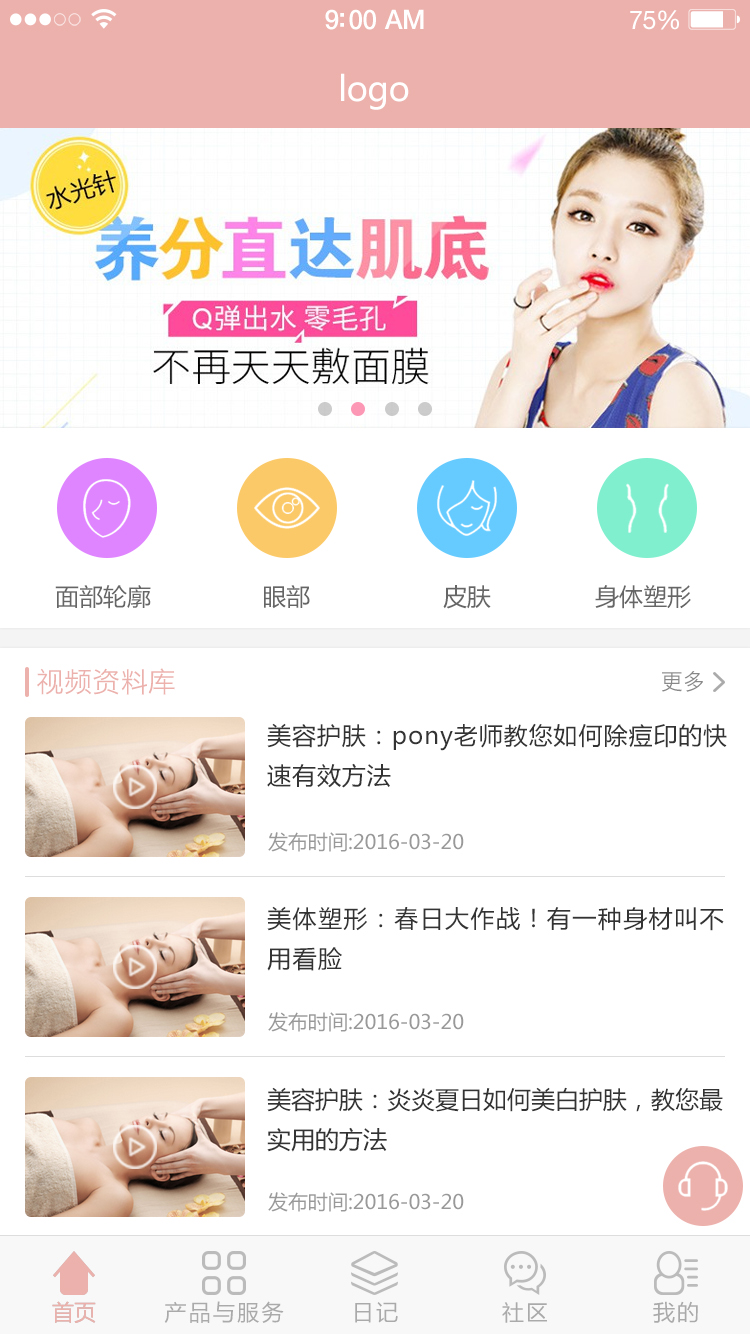 9:00 AM
75%
logo
水光针
养分直达肌底
Q弹出水 零毛孔
不再天天敷面膜
面部轮廓
眼部
皮肤
身体塑形
视频资料库
更多
美容护肤：pony老师教您如何除痘印的快
速有效方法
发布时间:2016-03-20
美体塑形：春日大作战！有一种身材叫不
用看脸
发布时间:2016-03-20
美容护肤：炎炎夏日如何美白护肤，教您最
实用的方法
发布时间:2016-03-20
首页
产品与服务
日记
社区
我的